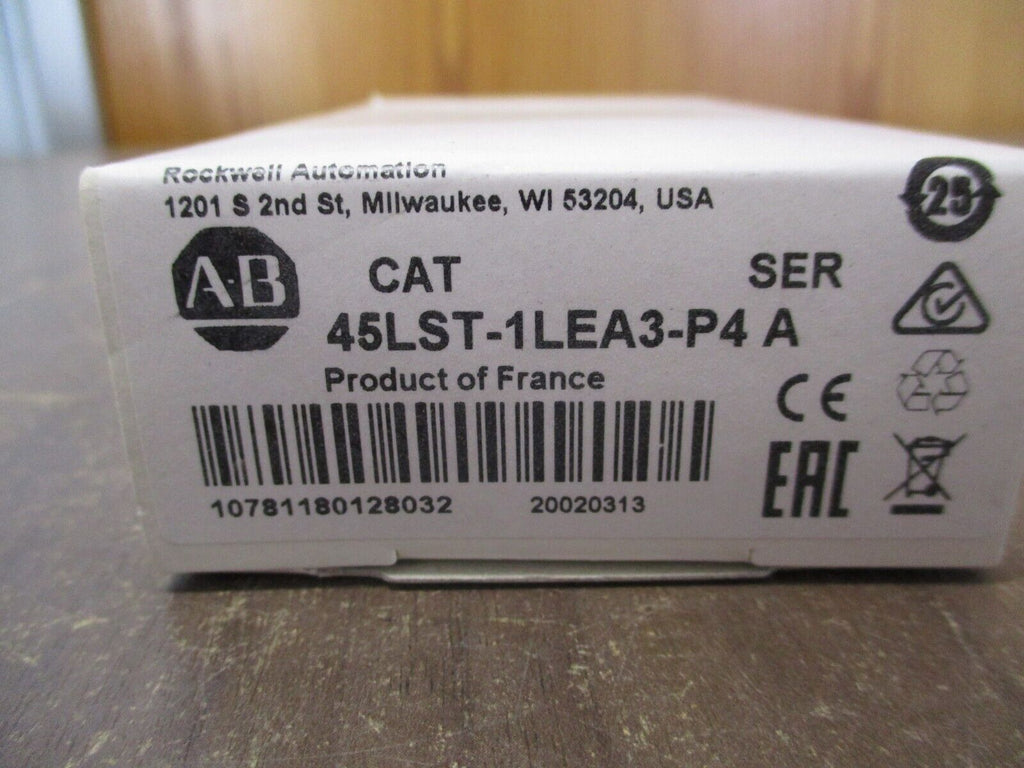 Rockwell Automation
1201 S 2nd St, Milwaukee, WI 53204, USA
25
A-B
CAT SER
45LST-1LEA3-P4 A
Product of France
CE
EAC
10781180128032 20020313